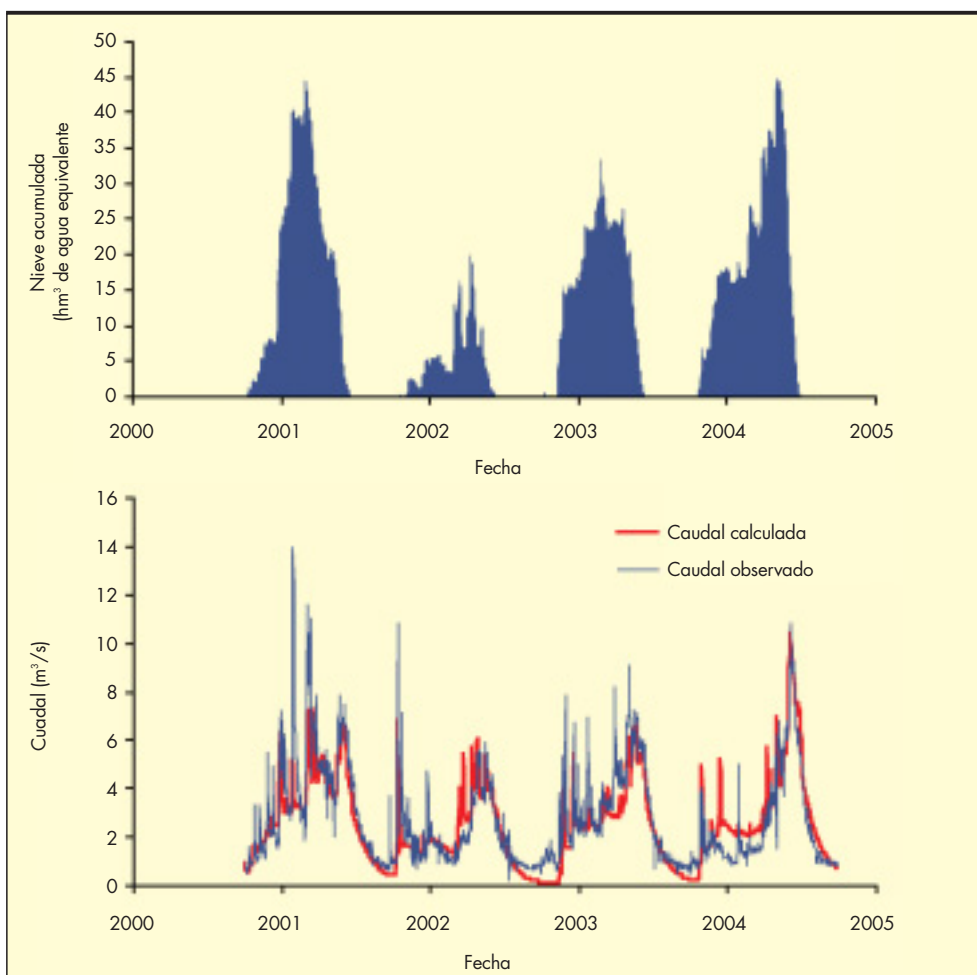 50
45
40
35
30
25
20
15
10
5
0
Nieve acumulada
(hm³ de agua equivalente
2000 2001 2002 2003 2004 2005
Fecha
16
14
12
10
8
6
4
2
0
Cuadal (m³/s)
Caudal calculada
Caudal observado
2000 2001 2002 2003 2004 2005
Fecha